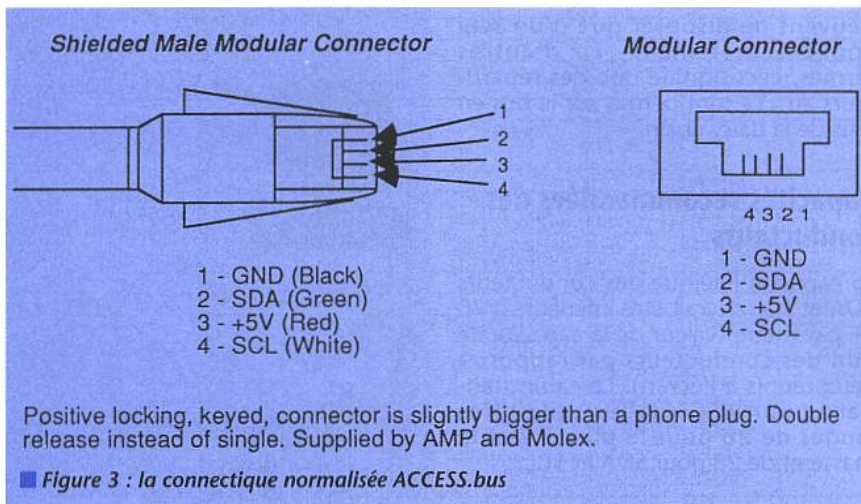 Shielded Male Modular Connector
Modular Connector
1
2
3
4
4 3 2 1
1 - GND (Black)
2 - SDA (Green)
3 - +5V (Red)
4 - SCL (White)
1 - GND
2 - SDA
3 - +5V
4 - SCL
Positive locking, keyed, connector is slightly bigger than a phone plug. Double
release instead of single. Supplied by AMP and Molex.
Figure 3 : la connectique normalisée ACCESS.bus